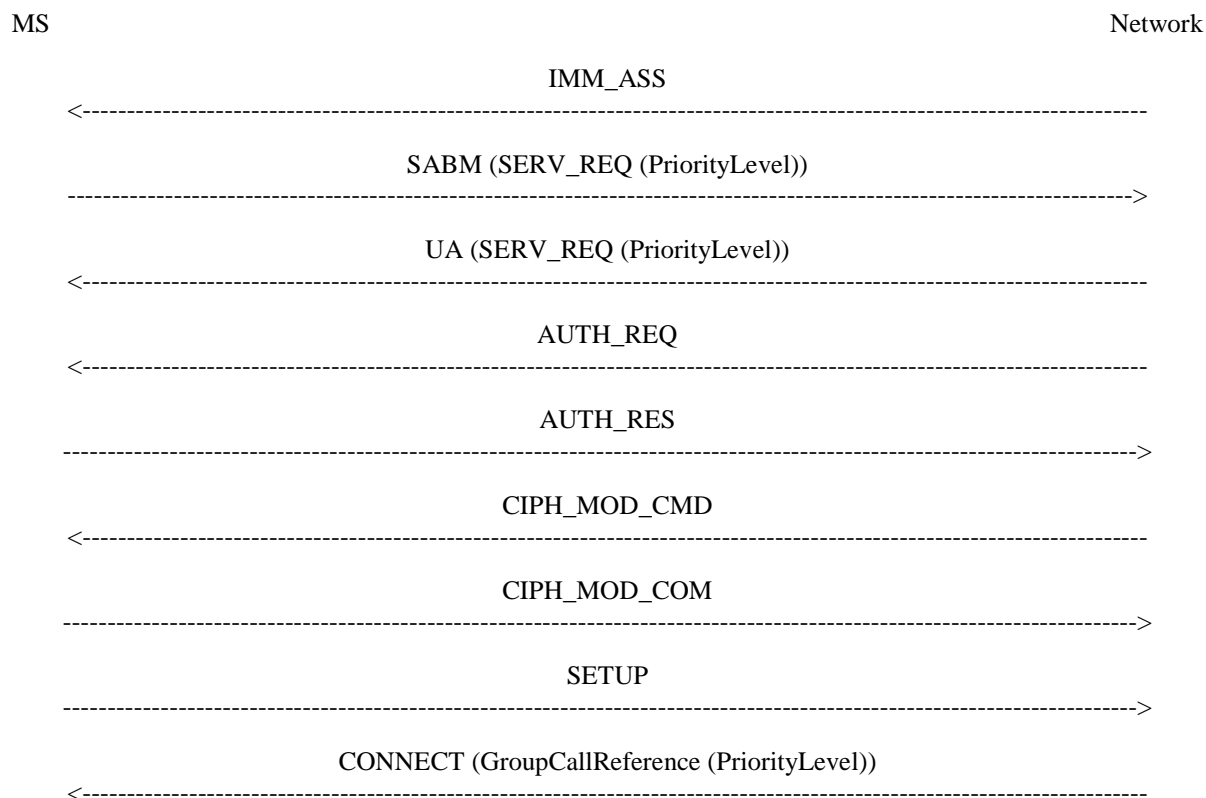 MS Network
IMM_ASS
<------------------------------------------------------------------------------------------------------------------------
SABM (SERV_REQ (PriorityLevel))
------------------------------------------------------------------------------------------------------------------------>
UA (SERV_REQ (PriorityLevel))
<------------------------------------------------------------------------------------------------------------------------
AUTH_REQ
<------------------------------------------------------------------------------------------------------------------------
AUTH_RES
------------------------------------------------------------------------------------------------------------------------->
CIPH_MOD_CMD
<------------------------------------------------------------------------------------------------------------------------
CIPH_MOD_COM
------------------------------------------------------------------------------------------------------------------------->
SETUP
------------------------------------------------------------------------------------------------------------------------->
CONNECT (GroupCallReference (PriorityLevel))
<------------------------------------------------------------------------------------------------------------------------